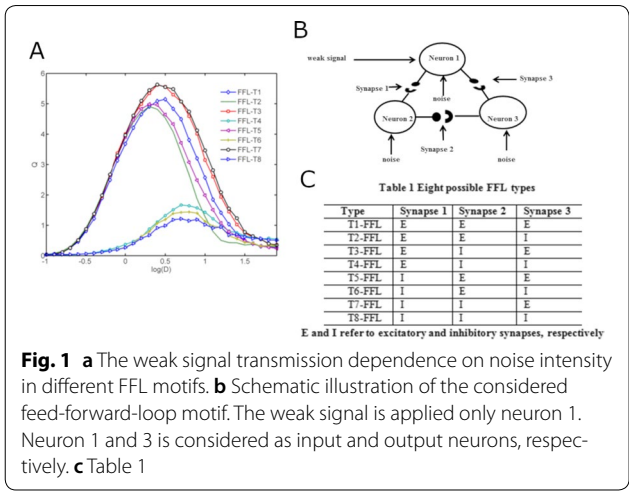 A
6
5
4
3
2
1
0
Q
-1
-0.5
0
0.5
1
1.5
log(D)
FFL-T1
FFL-T2
FFL-T3
FFL-T4
FFL-T5
FFL-T6
FFL-T7
FFL-T8
B
weak signal
Neuron 1
Synapse 1
Synapse 3
noise
Neuron 2
Neuron 3
Synapse 2
noise
noise
C
Table 1 Eight possible FFL types
Type Synapse 1 Synapse 2 Synapse 3
T1-FFL E E E
T2-FFL E E I
T3-FFL E I E
T4-FFL E I I
T5-FFL I E E
T6-FFL I E I
T7-FFL I I E
T8-FFL I I I
E and I refer to excitatory and inhibitory synapses, respectively
Fig. 1 a The weak signal transmission dependence on noise intensity
in different FFL motifs. b Schematic illustration of the considered
feed-forward-loop motif. The weak signal is applied only neuron 1.
Neuron 1 and 3 is considered as input and output neurons, respec-
tively. c Table 1